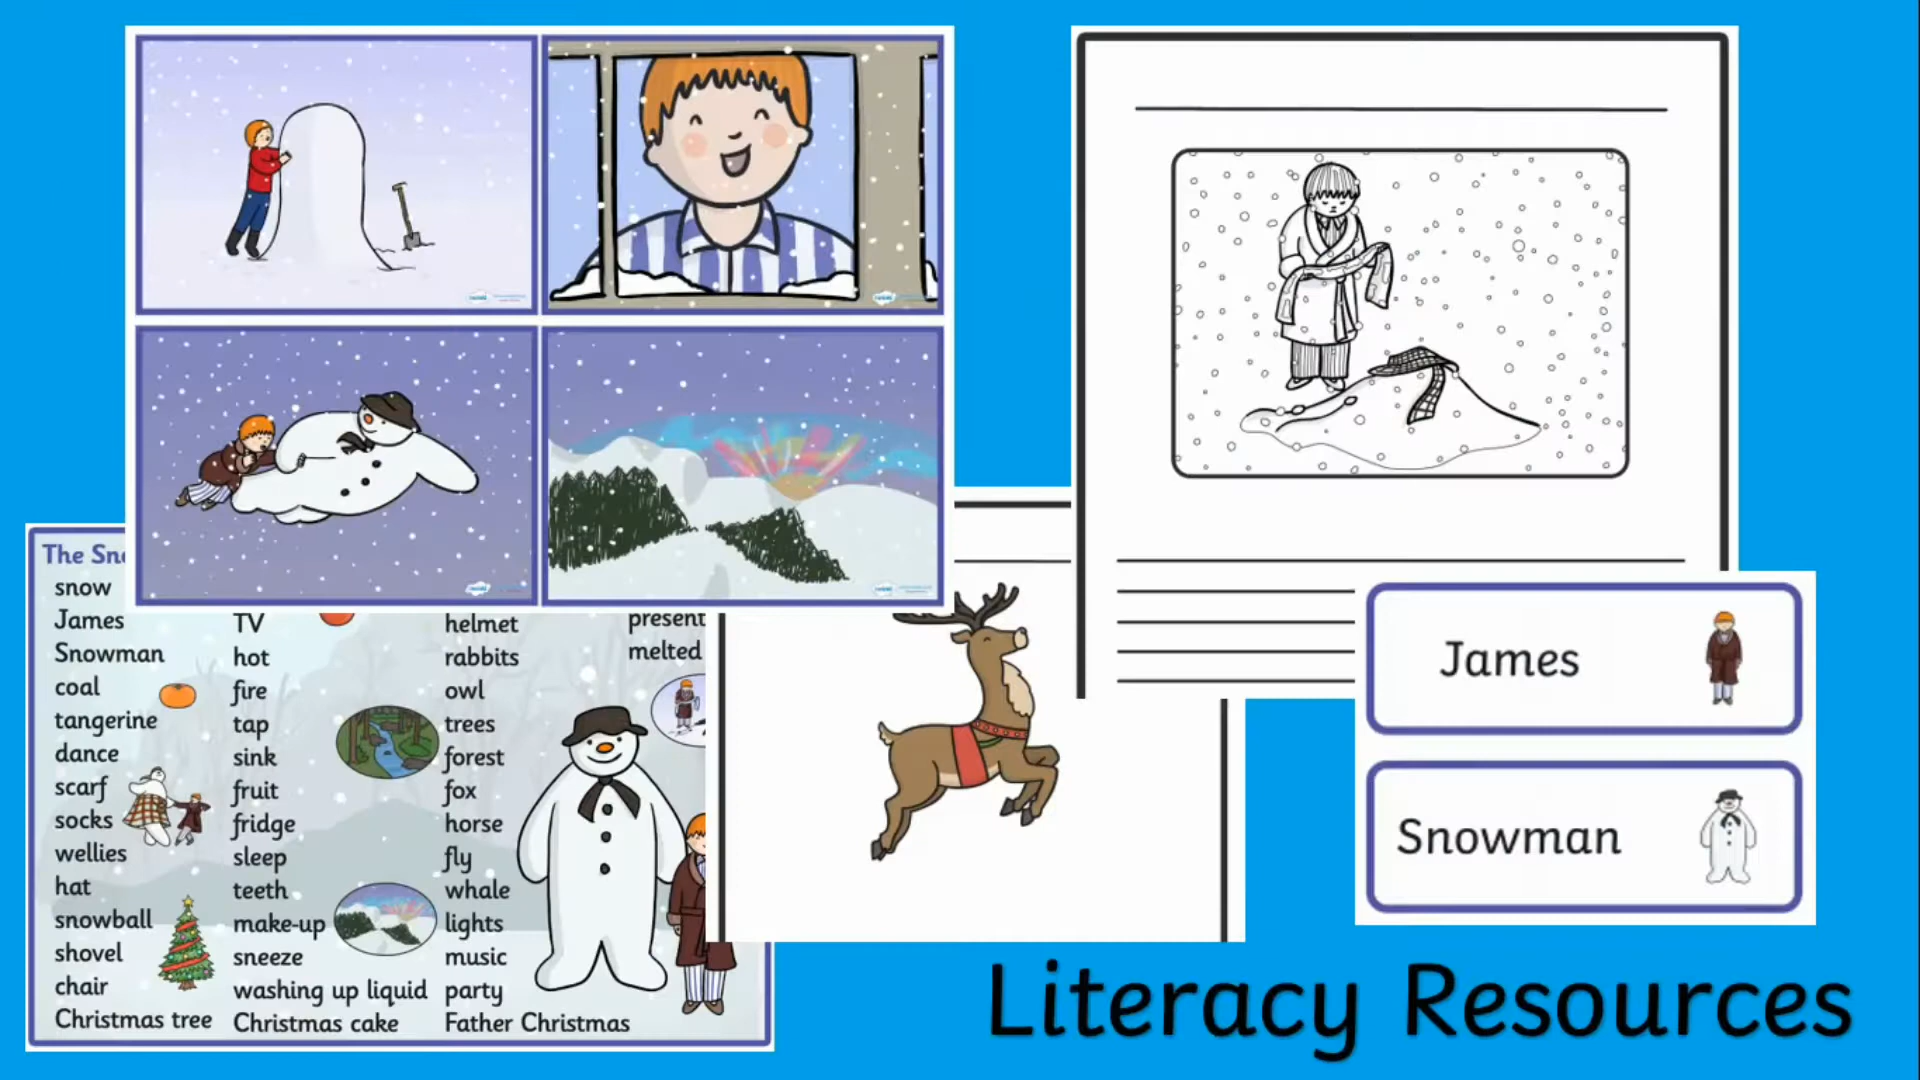 The Sn
snow
James
Snowman
coal
tangerine
dance
scarf
socks
wellies
hat
snowball
shovel
chair
Christmas tree
TV
hot
fire
tap
sink
fruit
fridge
sleep
teeth
make-up
sneeze
washing up liquid
Christmas cake
helmet
rabbits
owl
trees
forest
fox
horse
fly
whale
lights
music
party
Father Christmas
present
melted
James
Snowman
Literacy Resources